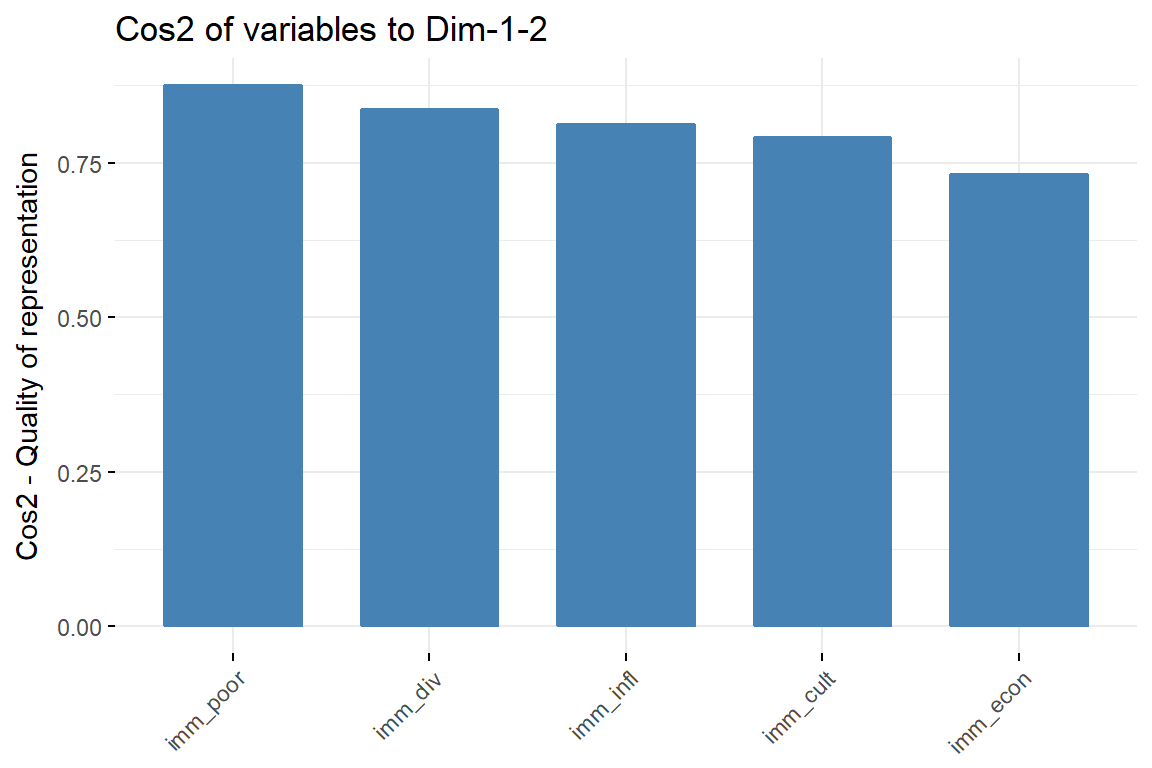 Cos2 of variables to Dim-1-2
Cos2 - Quality of representation
0.75
0.50
0.25
0.00
imm_poor
imm_div
imm_infl
imm_cult
imm_econ